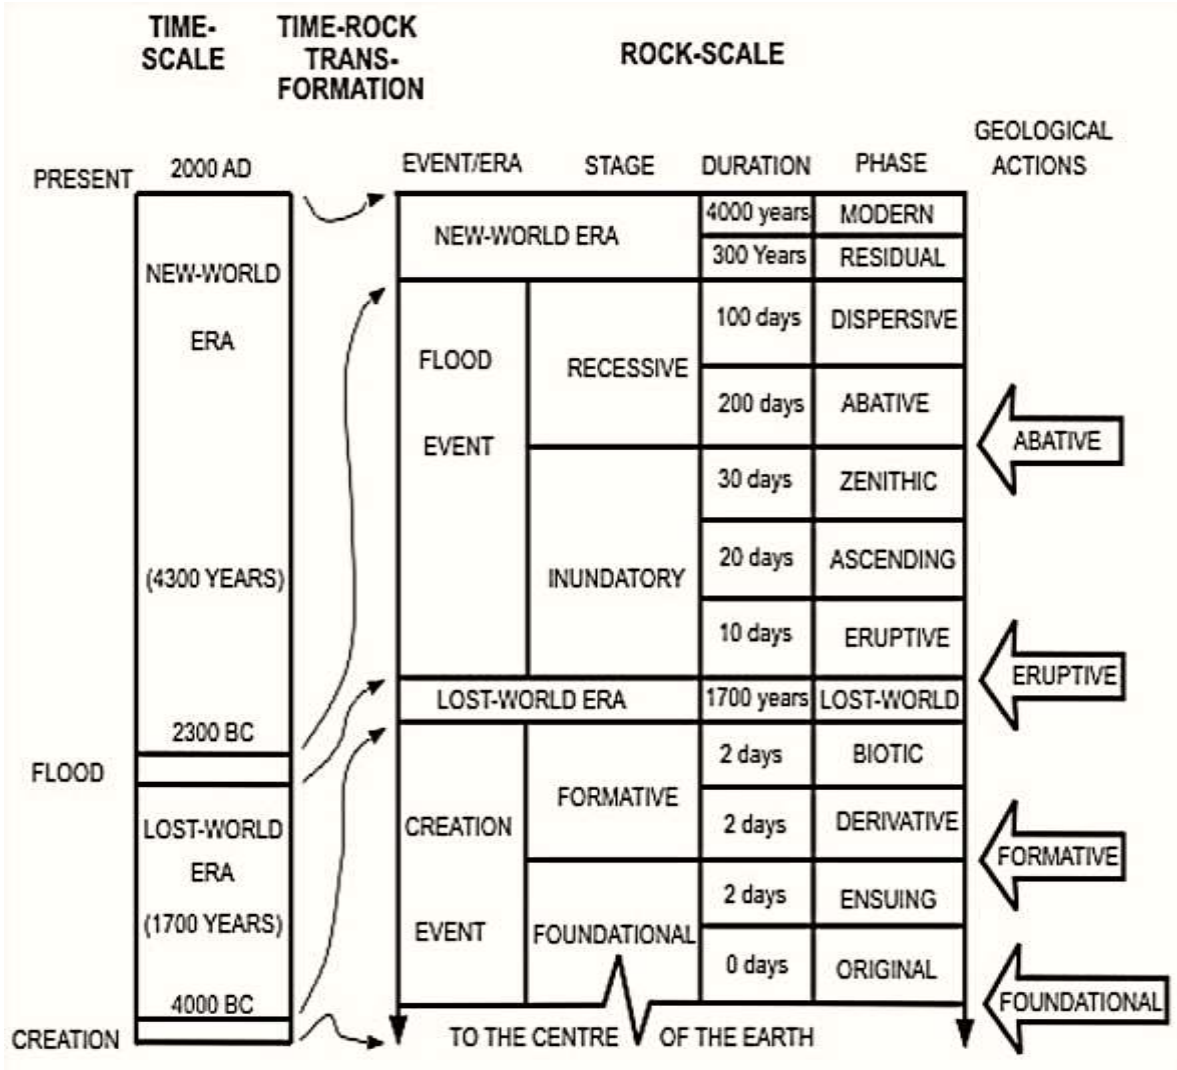 TIME-
SCALE
TIME-ROCK
TRANS-
FORMATION
ROCK-SCALE
GEOLOGICAL
ACTIONS
PRESENT
2000 AD
EVENT/ERA
STAGE
DURATION
PHASE
NEW-WORLD
ERA
(4300 YEARS)
2300 BC
FLOOD
LOST-WORLD
ERA
(1700 YEARS)
4000 BC
CREATION
NEW-WORLD ERA
4000 years
MODERN
300 Years
RESIDUAL
FLOOD
EVENT
RECESSIVE
100 days
DISPERSIVE
200 days
ABATIVE
INUNDATORY
30 days
ZENITHIC
20 days
ASCENDING
10 days
ERUPTIVE
LOST-WORLD ERA
1700 years
LOST-WORLD
CREATION
EVENT
FORMATIVE
2 days
BIOTIC
2 days
DERIVATIVE
FOUNDATIONAL
2 days
ENSUING
0 days
ORIGINAL
TO THE CENTRE OF THE EARTH
ABATIVE
ERUPTIVE
FORMATIVE
FOUNDATIONAL